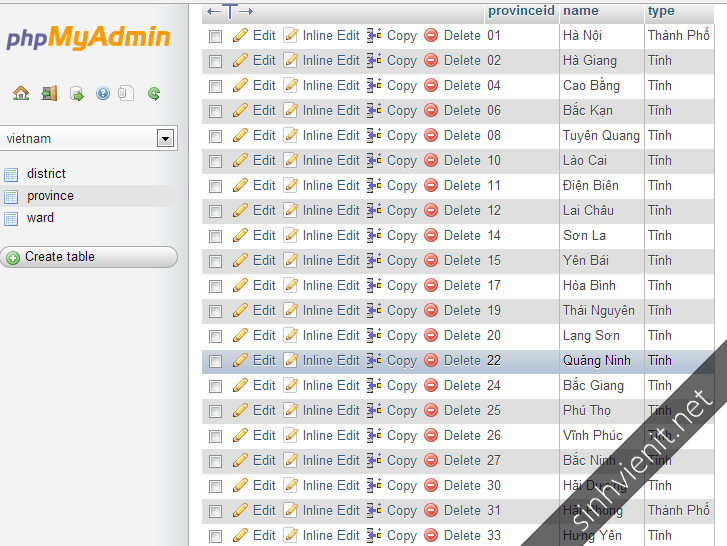 phpMyAdmin
vietnam
district
province
ward
Create table
provinceid name type
Edit Inline Edit Copy Delete 01 Hà Nội Thành Phố
Edit Inline Edit Copy Delete 02 Hà Giang Tỉnh
Edit Inline Edit Copy Delete 04 Cao Bằng Tỉnh
Edit Inline Edit Copy Delete 06 Bắc Kạn Tỉnh
Edit Inline Edit Copy Delete 08 Tuyên Quang Tỉnh
Edit Inline Edit Copy Delete 10 Lào Cai Tỉnh
Edit Inline Edit Copy Delete 11 Điện Biên Tỉnh
Edit Inline Edit Copy Delete 12 Lai Châu Tỉnh
Edit Inline Edit Copy Delete 14 Sơn La Tỉnh
Edit Inline Edit Copy Delete 15 Yên Bái Tỉnh
Edit Inline Edit Copy Delete 17 Hòa Bình Tỉnh
Edit Inline Edit Copy Delete 19 Thái Nguyên Tỉnh
Edit Inline Edit Copy Delete 20 Lạng Sơn Tỉnh
Edit Inline Edit Copy Delete 22 Quảng Ninh Tỉnh
Edit Inline Edit Copy Delete 24 Bắc Giang Tỉnh
Edit Inline Edit Copy Delete 25 Phú Thọ Tỉnh
Edit Inline Edit Copy Delete 26 Vĩnh Phúc Tỉnh
Edit Inline Edit Copy Delete 27 Bắc Ninh Tỉnh
Edit Inline Edit Copy Delete 30 Hải Dương Tỉnh
Edit Inline Edit Copy Delete 31 Hải Phòng Thành Phố
Edit Inline Edit Copy Delete 33 Hưng Yên Tỉnh
sinhvienit.net